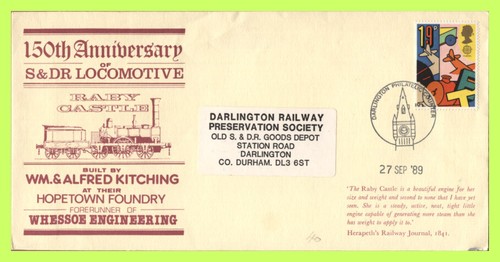 150th Anniversary
OF
S&DR LOCOMOTIVE
RABY
CASTLE
BUILT BY
WM.& ALFRED KITCHING
AT THEIR
HOPETOWN FOUNDRY
FORERUNNER OF
WHESSOE ENGINEERING
DARLINGTON RAILWAY
PRESERVATION SOCIETY
OLD S. & D.R. GOODS DEPOT
STATION ROAD
DARLINGTON
CO. DURHAM. DL3 6ST
19p
DARLINGTON PHILATELIC COUNTER
27 SEP '89
"The Raby Castle is a beautiful engine for her
size and weight and second to none that I have yet
seen. She is a steady, active, neat, tight little
engine capable of generating more steam than she
has work to apply it to."
Herapeth's Railway Journal, 1841.